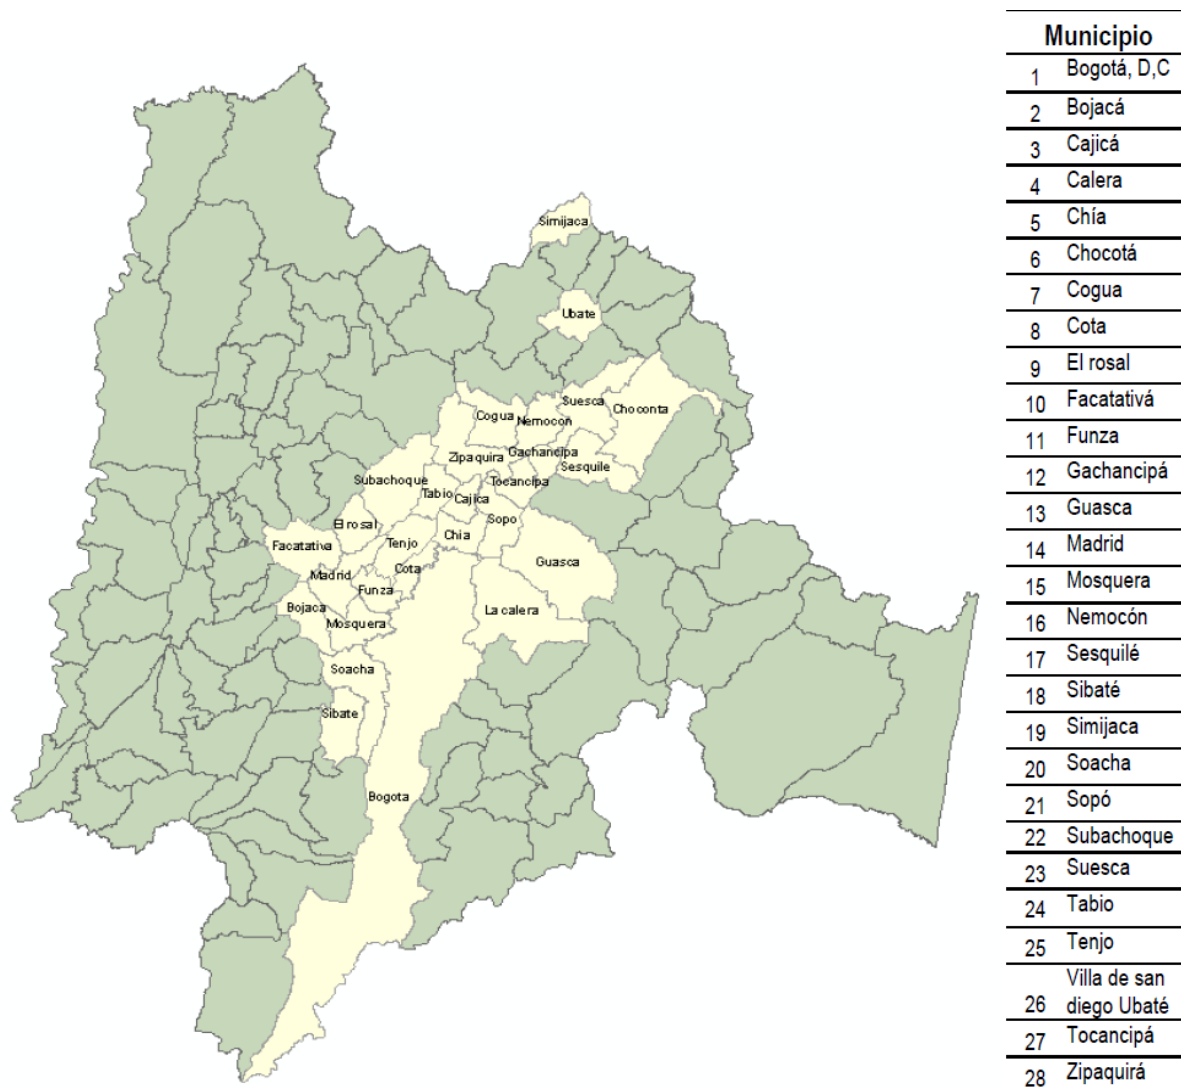 Simijaca
Ubate
Suesca
Choconta
Cogua
Nemocon
Zipaquira
Gachancipa
Sesquile
Subachoque
Tocancipa
Tabio
Cajica
El rosal
Sopo
Chia
Tenjo
Facatativa
Guasca
Cota
Madrid
Funza
Bojaca
La calera
Mosquera
Soacha
Sibate
Bogota
Municipio
1 Bogotá, D,C
2 Bojacá
3 Cajicá
4 Calera
5 Chía
6 Chocotá
7 Cogua
8 Cota
9 El rosal
10 Facatativá
11 Funza
12 Gachancipá
13 Guasca
14 Madrid
15 Mosquera
16 Nemocón
17 Sesquilé
18 Sibaté
19 Simijaca
20 Soacha
21 Sopó
22 Subachoque
23 Suesca
24 Tabio
25 Tenjo
26 Villa de san
diego Ubaté
27 Tocancipá
28 Zipaquirá